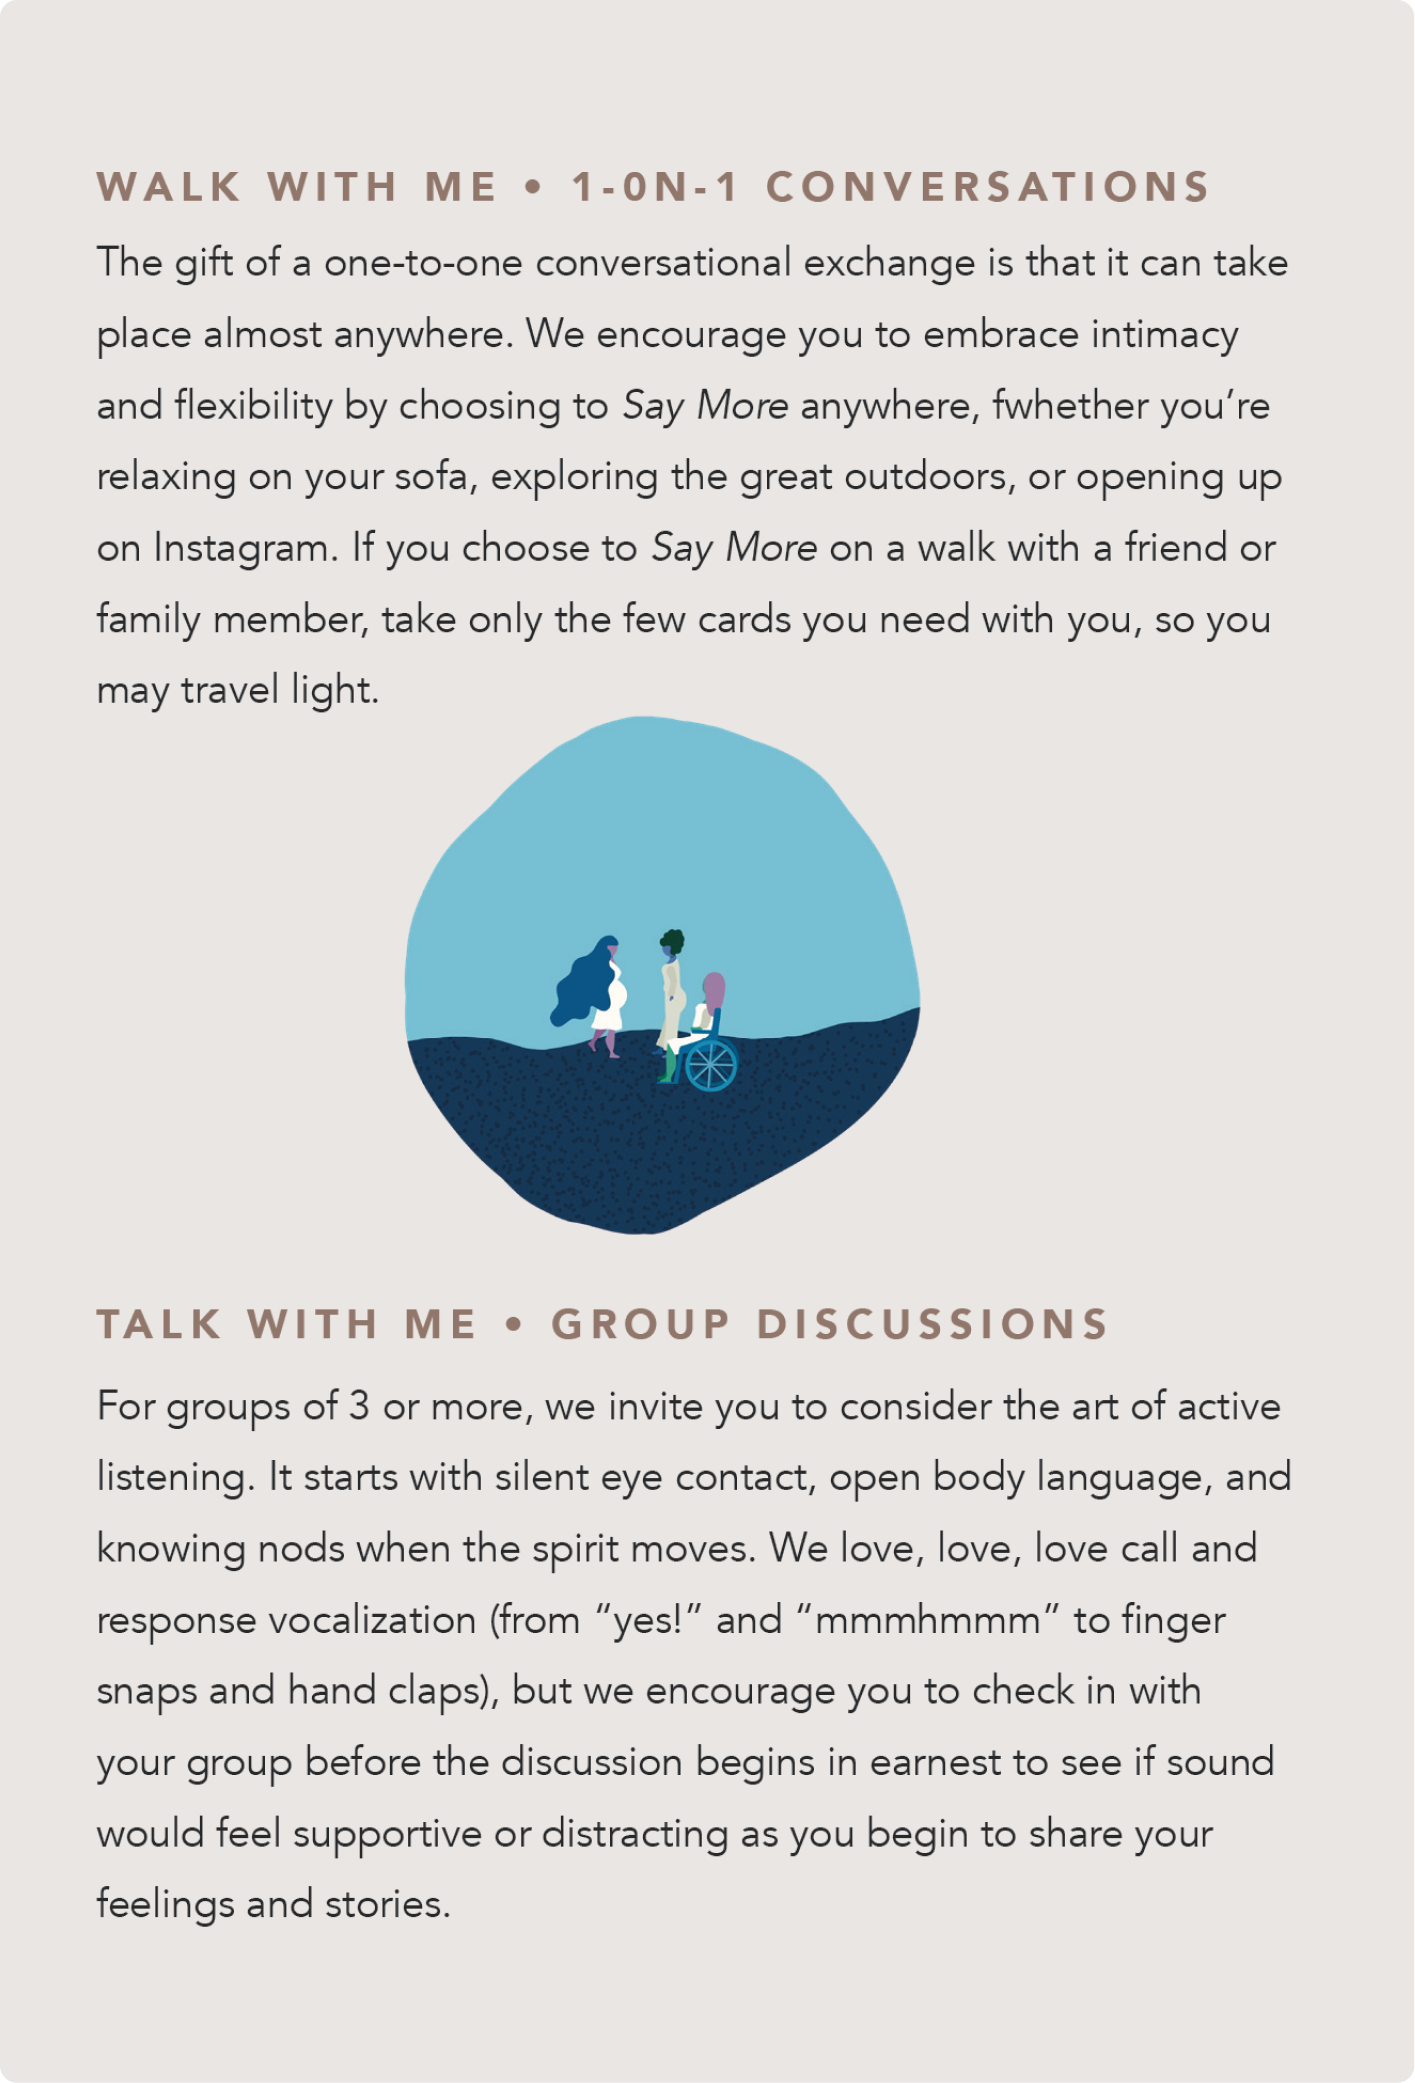 WALK WITH ME • 1-0N-1 CONVERSATIONS
The gift of a one-to-one conversational exchange is that it can take
place almost anywhere. We encourage you to embrace intimacy
and flexibility by choosing to Say More anywhere, fwhether you’re
relaxing on your sofa, exploring the great outdoors, or opening up
on Instagram. If you choose to Say More on a walk with a friend or
family member, take only the few cards you need with you, so you
may travel light.
TALK WITH ME • GROUP DISCUSSIONS
For groups of 3 or more, we invite you to consider the art of active
listening. It starts with silent eye contact, open body language, and
knowing nods when the spirit moves. We love, love, love call and
response vocalization (from “yes!” and “mmmhmmm” to finger
snaps and hand claps), but we encourage you to check in with
your group before the discussion begins in earnest to see if sound
would feel supportive or distracting as you begin to share your
feelings and stories.